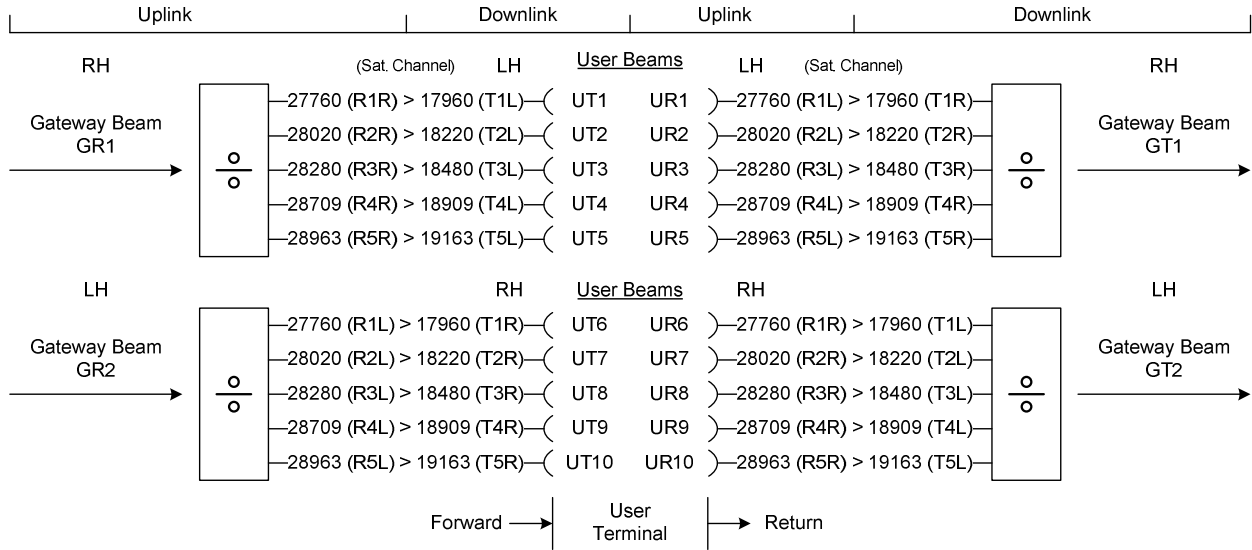 Uplink Downlink Uplink Downlink
RH (Sat. Channel) LH User Beams LH (Sat. Channel) RH
27760 (R1R) > 17960 (T1L) UT1 UR1 27760 (R1L) > 17960 (T1R)
Gateway Beam GR1 28020 (R2R) > 18220 (T2L) UT2 UR2 28020 (R2L) > 18220 (T2R) Gateway Beam GT1
28280 (R3R) > 18480 (T3L) UT3 UR3 28280 (R3L) > 18480 (T3R)
28709 (R4R) > 18909 (T4L) UT4 UR4 28709 (R4L) > 18909 (T4R)
28963 (R5R) > 19163 (T5L) UT5 UR5 28963 (R5L) > 19163 (T5R)
LH RH User Beams RH LH
27760 (R1L) > 17960 (T1R) UT6 UR6 27760 (R1R) > 17960 (T1L)
Gateway Beam GR2 28020 (R2L) > 18220 (T2R) UT7 UR7 28020 (R2R) > 18220 (T2L) Gateway Beam GT2
28280 (R3L) > 18480 (T3R) UT8 UR8 28280 (R3R) > 18480 (T3L)
28709 (R4L) > 18909 (T4R) UT9 UR9 28709 (R4R) > 18909 (T4L)
28963 (R5L) > 19163 (T5R) UT10 UR10 28963 (R5R) > 19163 (T5L)
Forward User Terminal Return